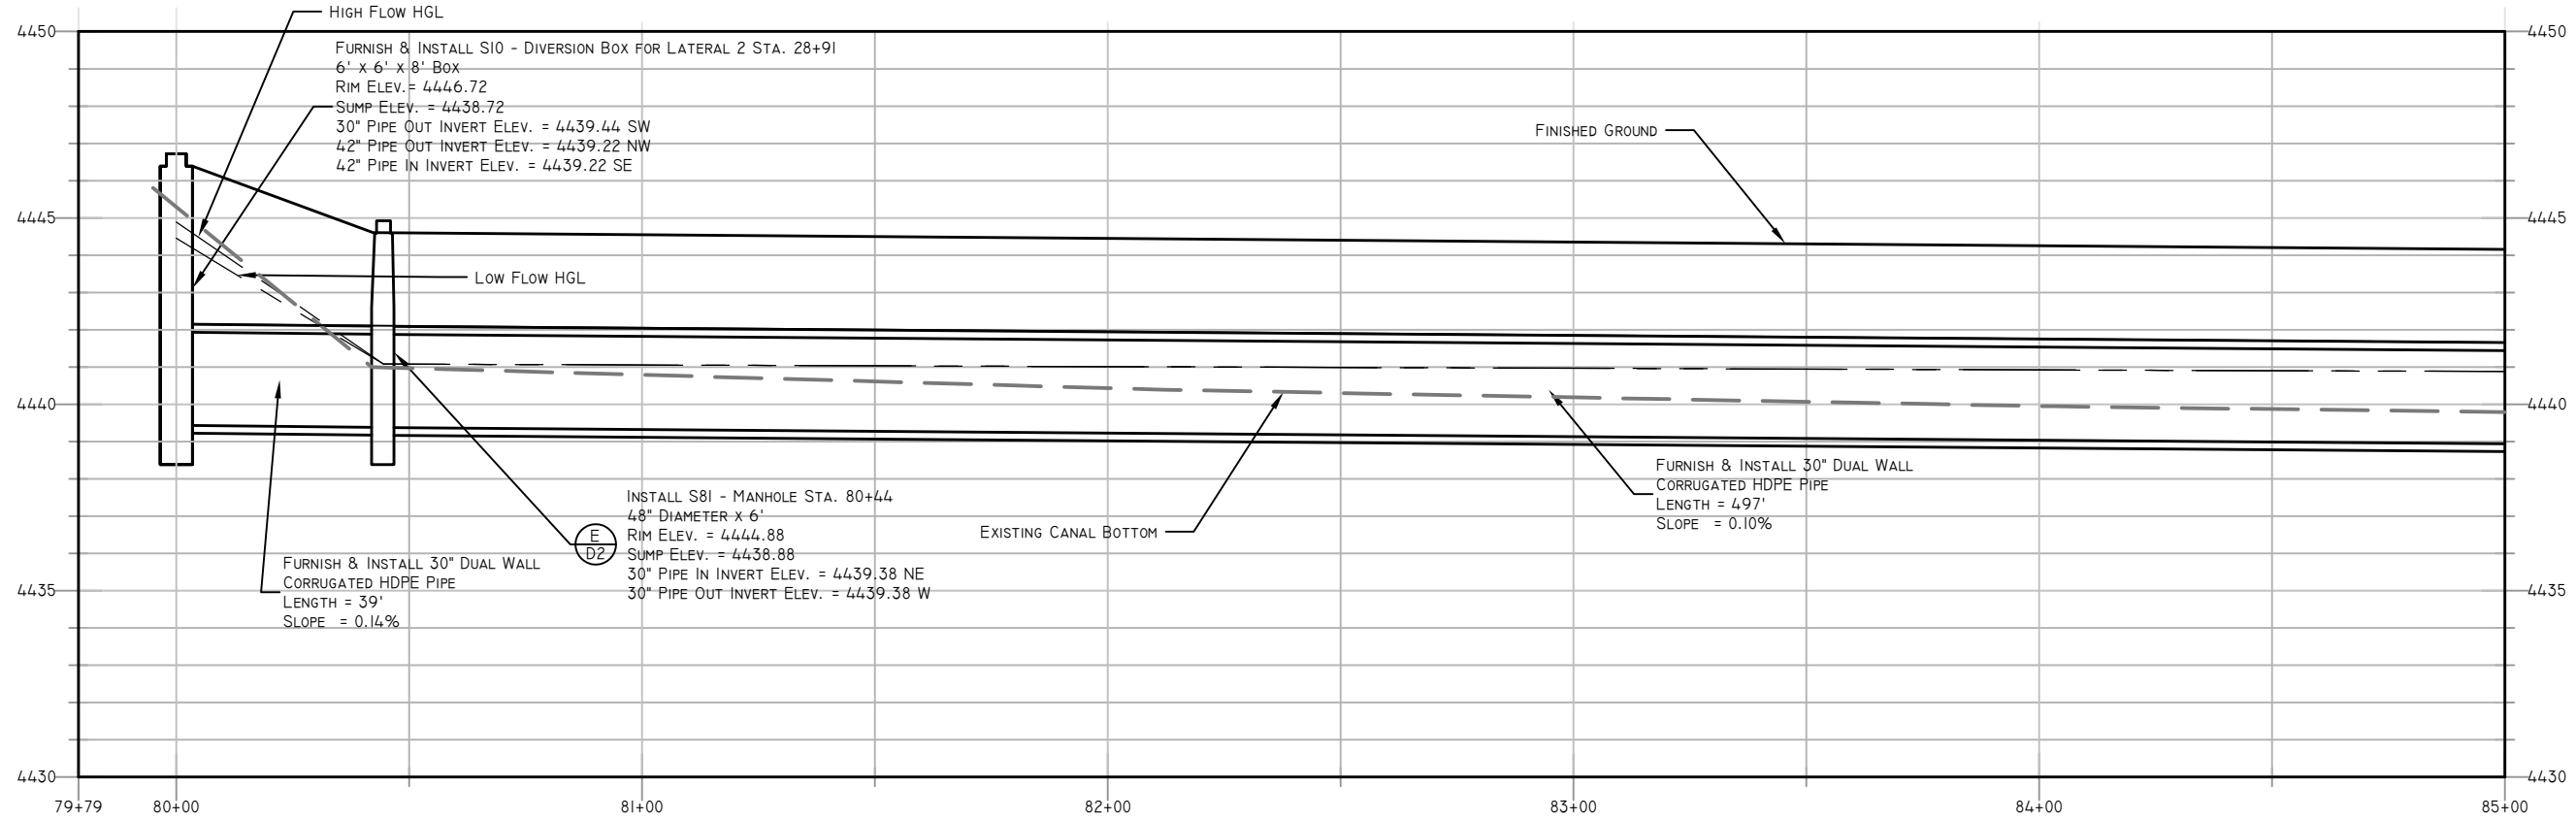 High Flow HGL
4450
4450
Furnish & Install S10 - Diversion Box for Lateral 2 Sta. 28+91
6' x 6' x 8' Box
Rim Elev.= 4446.72
Sump Elev. = 4438.72
30" Pipe Out Invert Elev. = 4439.44 SW
42" Pipe Out Invert Elev. = 4439.22 NW
42" Pipe In Invert Elev. = 4439.22 SE
Finished Ground
4445
4445
Low Flow HGL
4440
4440
Furnish & Install 30" Dual Wall
Corrugated HDPE Pipe
Length = 497'
Slope = 0.10%
Existing Canal Bottom
E
D2
Install S81 - Manhole Sta. 80+44
48" Diameter x 6'
Rim Elev. = 4444.88
Sump Elev. = 4438.88
30" Pipe In Invert Elev. = 4439.38 NE
30" Pipe Out Invert Elev. = 4439.38 W
Furnish & Install 30" Dual Wall
Corrugated HDPE Pipe
Length = 39'
Slope = 0.14%
4435
4435
4430
4430
79+79 80+00 81+00 82+00 83+00 84+00 85+00